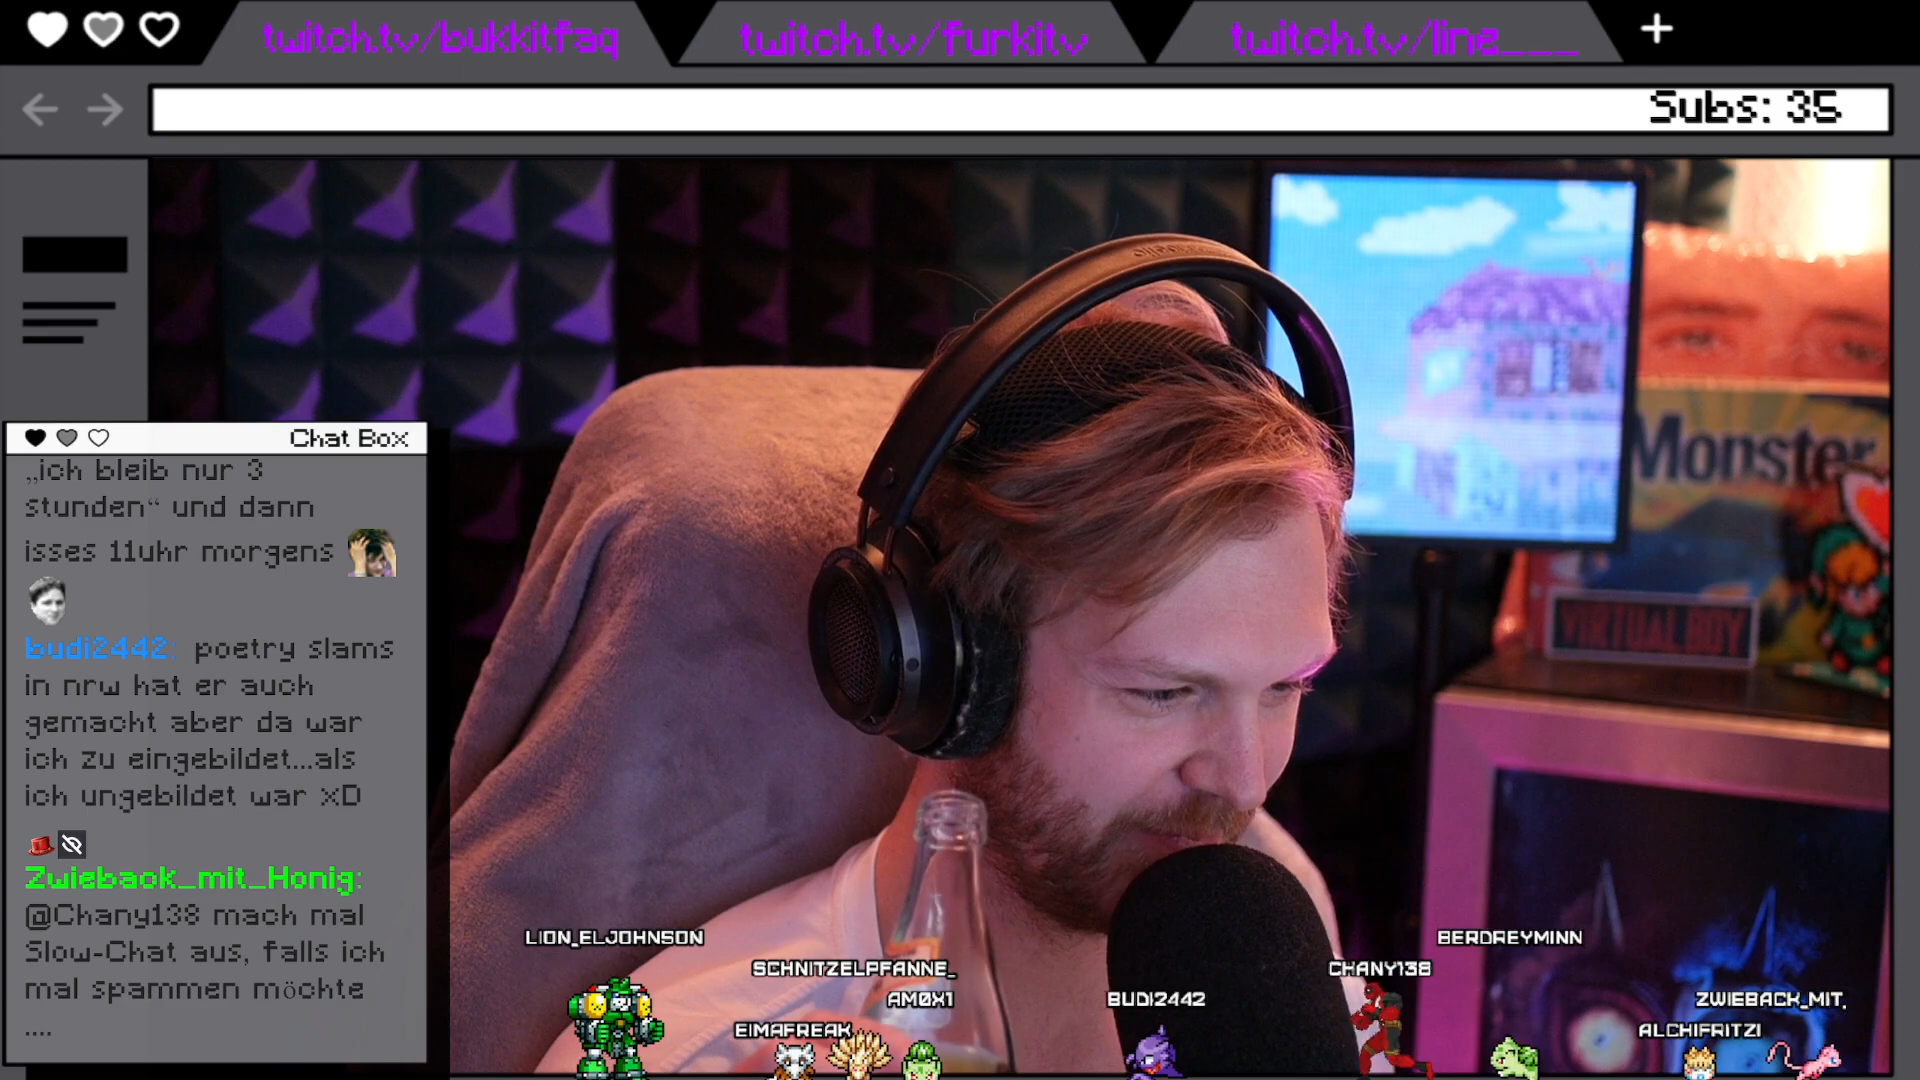 twitch.tv/bukkitfaq
twitch.tv/furkitv
twitch.tv/line___
Subs: 35
Chat Box
„ich bleib nur 3
stunden“ und dann
isses 11uhr morgens
budi2442: poetry slams
in nrw hat er auch
gemacht aber da war
ich zu eingebildet...als
ich ungebildet war xD
Zwieback_mit_Honig:
@Chany138 mach mal
Slow-Chat aus, falls ich
mal spammen möchte
....
Monster
VIRTUAL BOY
LION_ELJOHNSON
BERDREYMINN
SCHNITZELPFANNE_
CHANY138
AM0X1
BUDI2442
ZWIEBACK_MIT_
EIMAFREAK
ALCHIFRITZI